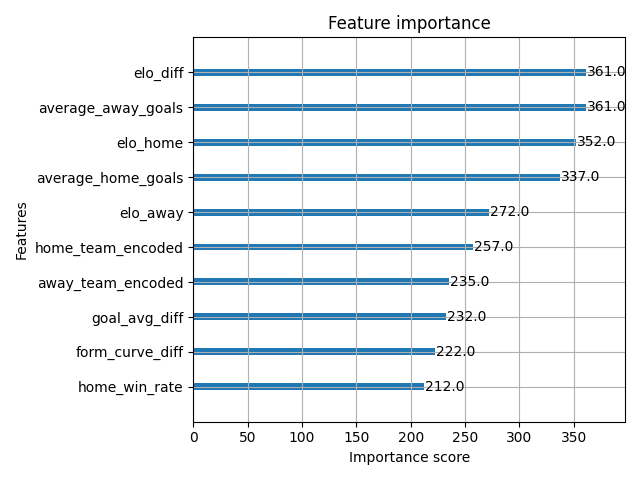 Feature importance
elo_diff 361.0
average_away_goals 361.0
elo_home 352.0
average_home_goals 337.0
elo_away 272.0
home_team_encoded 257.0
away_team_encoded 235.0
goal_avg_diff 232.0
form_curve_diff 222.0
home_win_rate 212.0
Features
0 50 100 150 200 250 300 350
Importance score